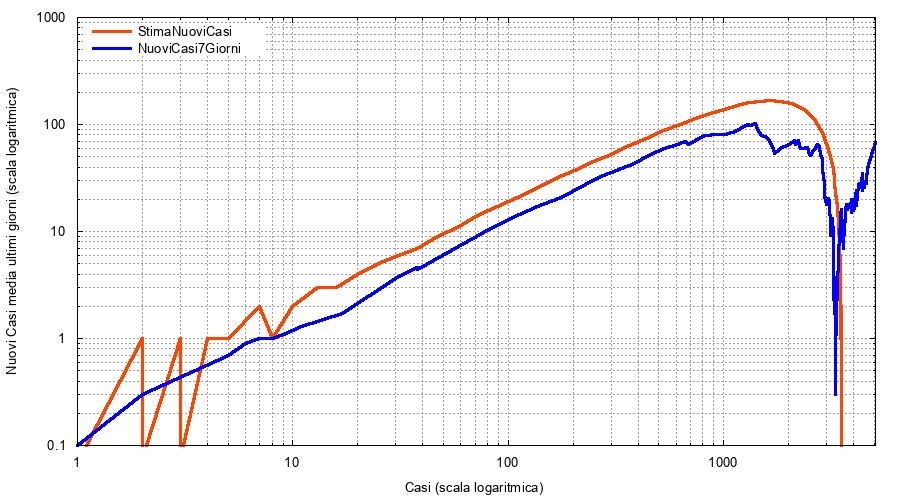 1000
StimaNuoviCasi
NuoviCasi7Giorni
100
10
1
0.1
Nuovi Casi media ultimi giorni (scala logaritmica)
1
10
100
1000
Casi (scala logaritmica)